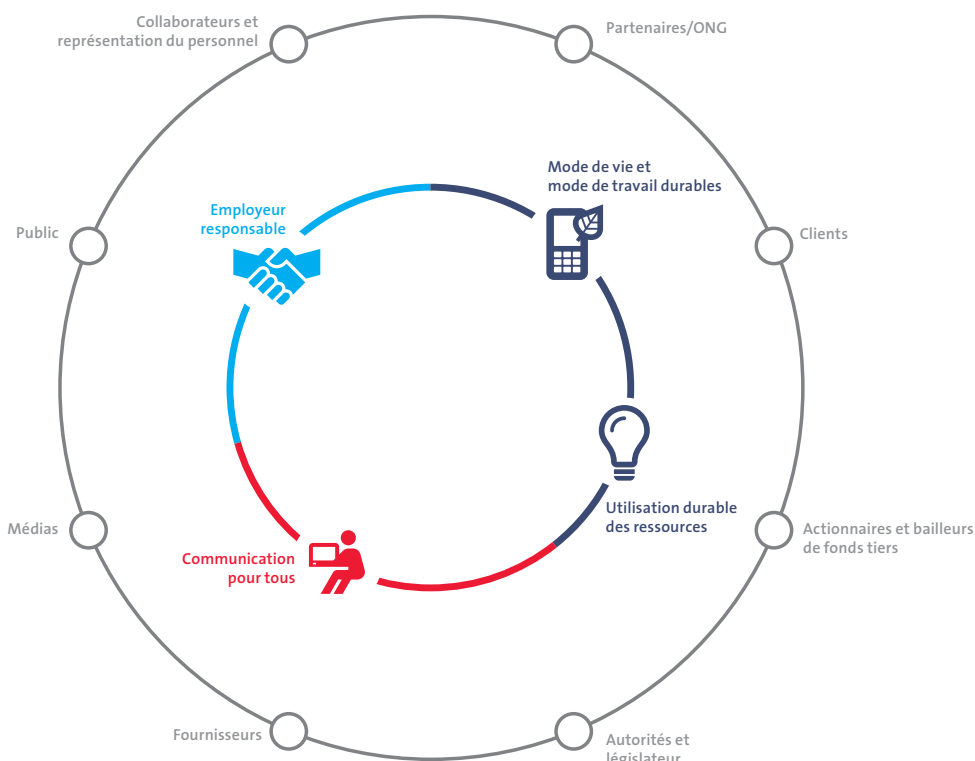 Collaborateurs et
représentation du personnel
Partenaires/ONG
Mode de vie et
mode de travail durables
Employeur
responsable
Public
Clients
Utilisation durable
des ressources
Médias
Actionnaires et bailleurs
de fonds tiers
Communication
pour tous
Fournisseurs
Autorités et
législateur